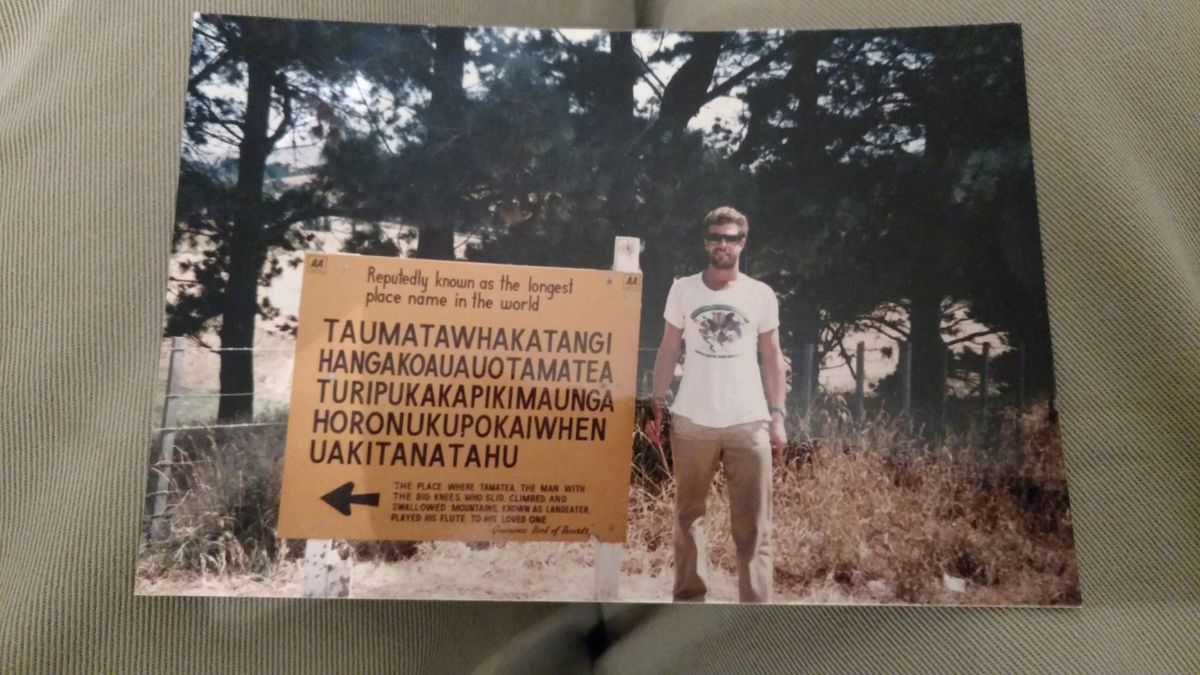 AA
AA
Reputedly known as the longest
place name in the world
TAUMATAWHAKATANGI
HANGAKOAUAUOTAMATEA
TURIPUKAKAPIKIMAUNGA
HORONUKUPOKAIWHEN
UAKITANATAHU
THE PLACE WHERE TAMATEA, THE MAN WITH
THE BIG KNEES, WHO SLID, CLIMBED AND
SWALLOWED MOUNTAINS, KNOWN AS LANDEATER,
PLAYED HIS FLUTE TO HIS LOVED ONE
"Guinness Book of Records"